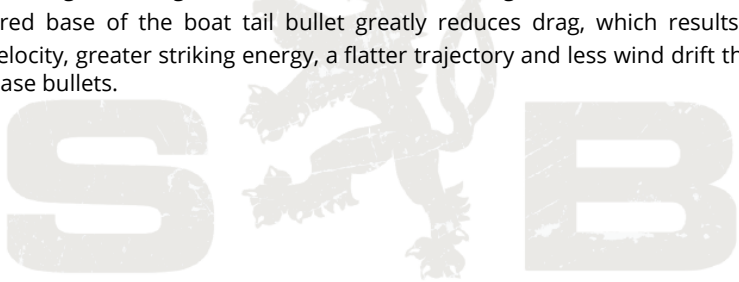 red base of the boat tail bullet greatly reduces drag, which results
elocity, greater striking energy, a flatter trajectory and less wind drift th
ase bullets.
S B